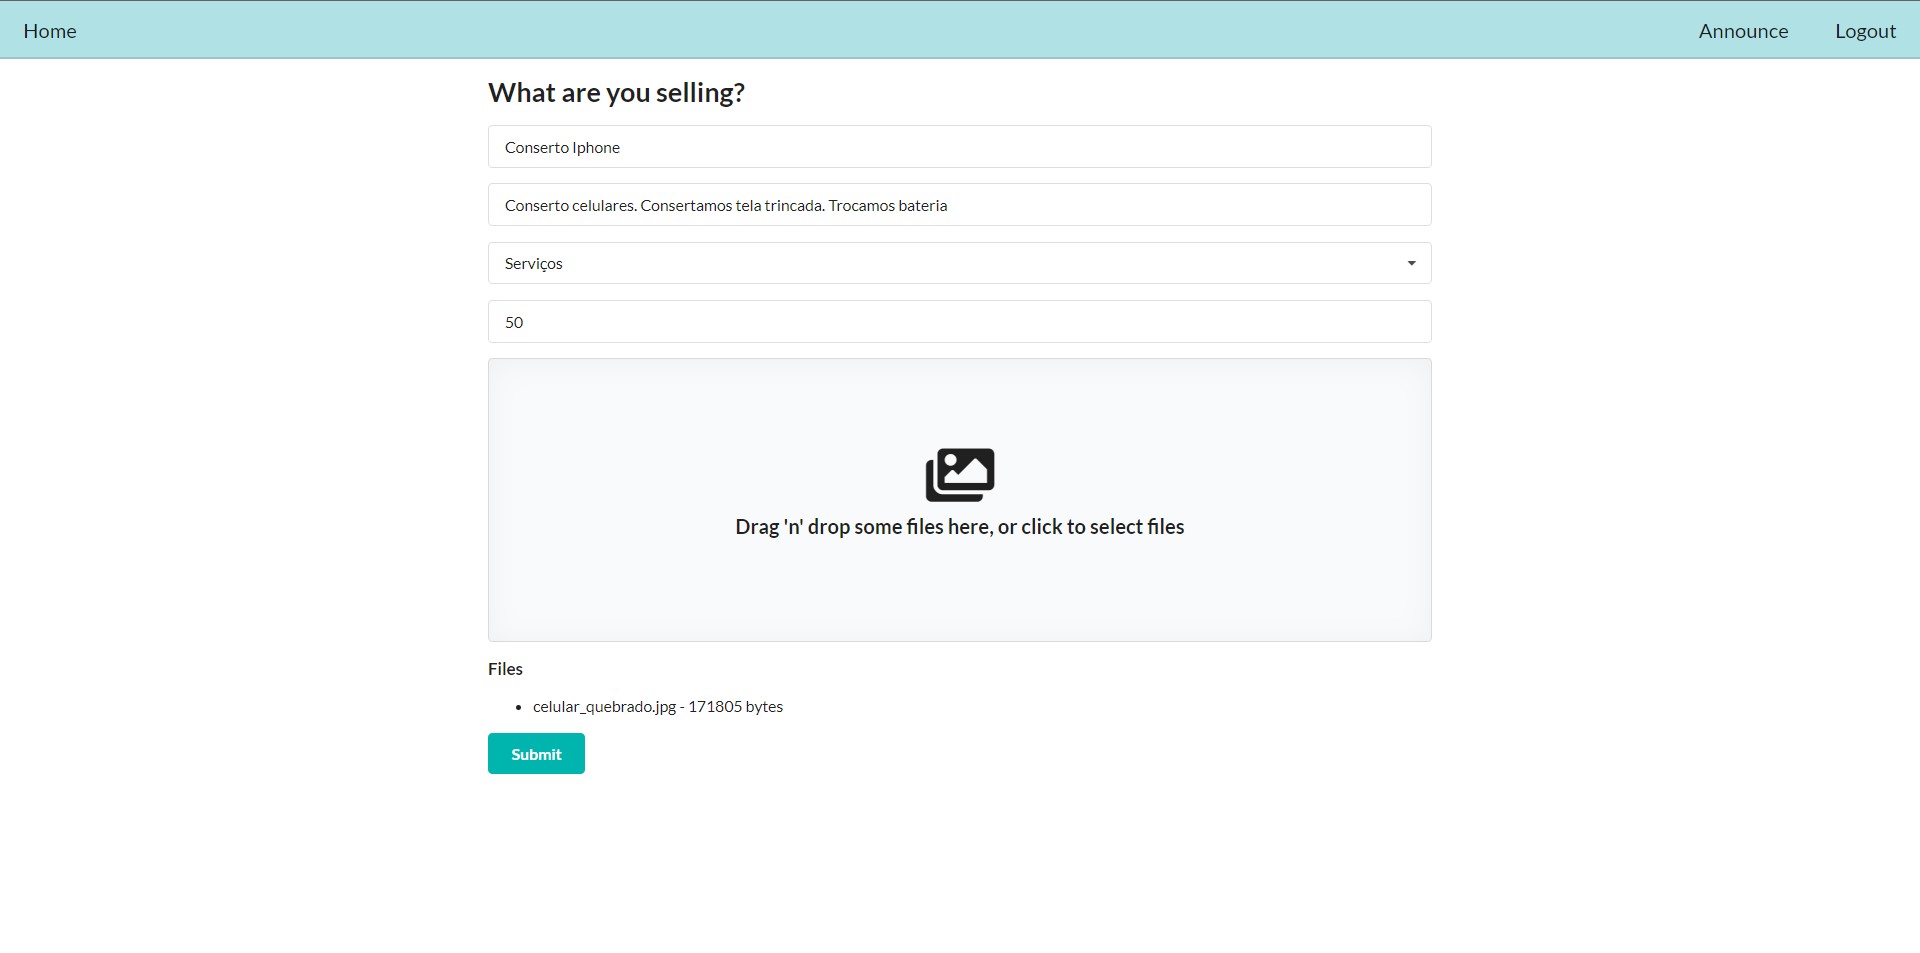 Home
Announce
Logout
What are you selling?
Conserto Iphone
Conserto celulares. Consertamos tela trincada. Trocamos bateria
Serviços
50
Drag 'n' drop some files here, or click to select files
Files
celular_quebrado.jpg - 171805 bytes
Submit